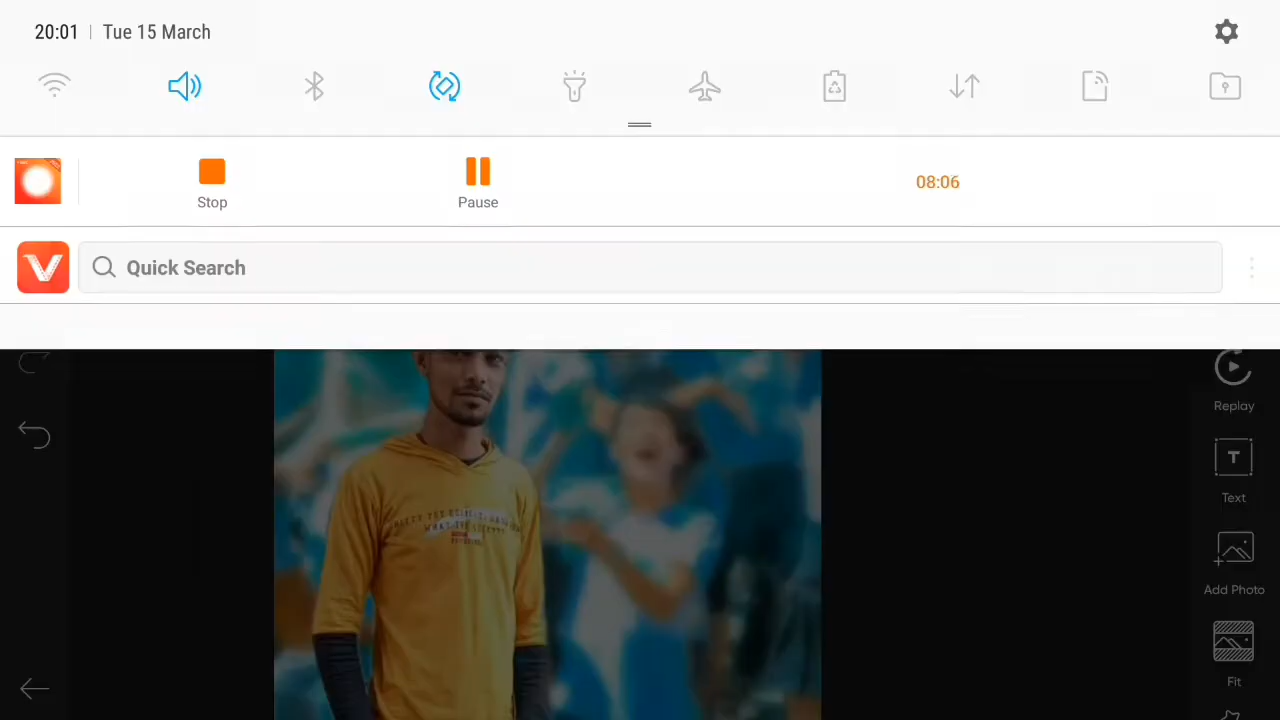 20:01 | Tue 15 March
Stop
Pause
08:06
Quick Search
Replay
Text
Add Photo
Fit